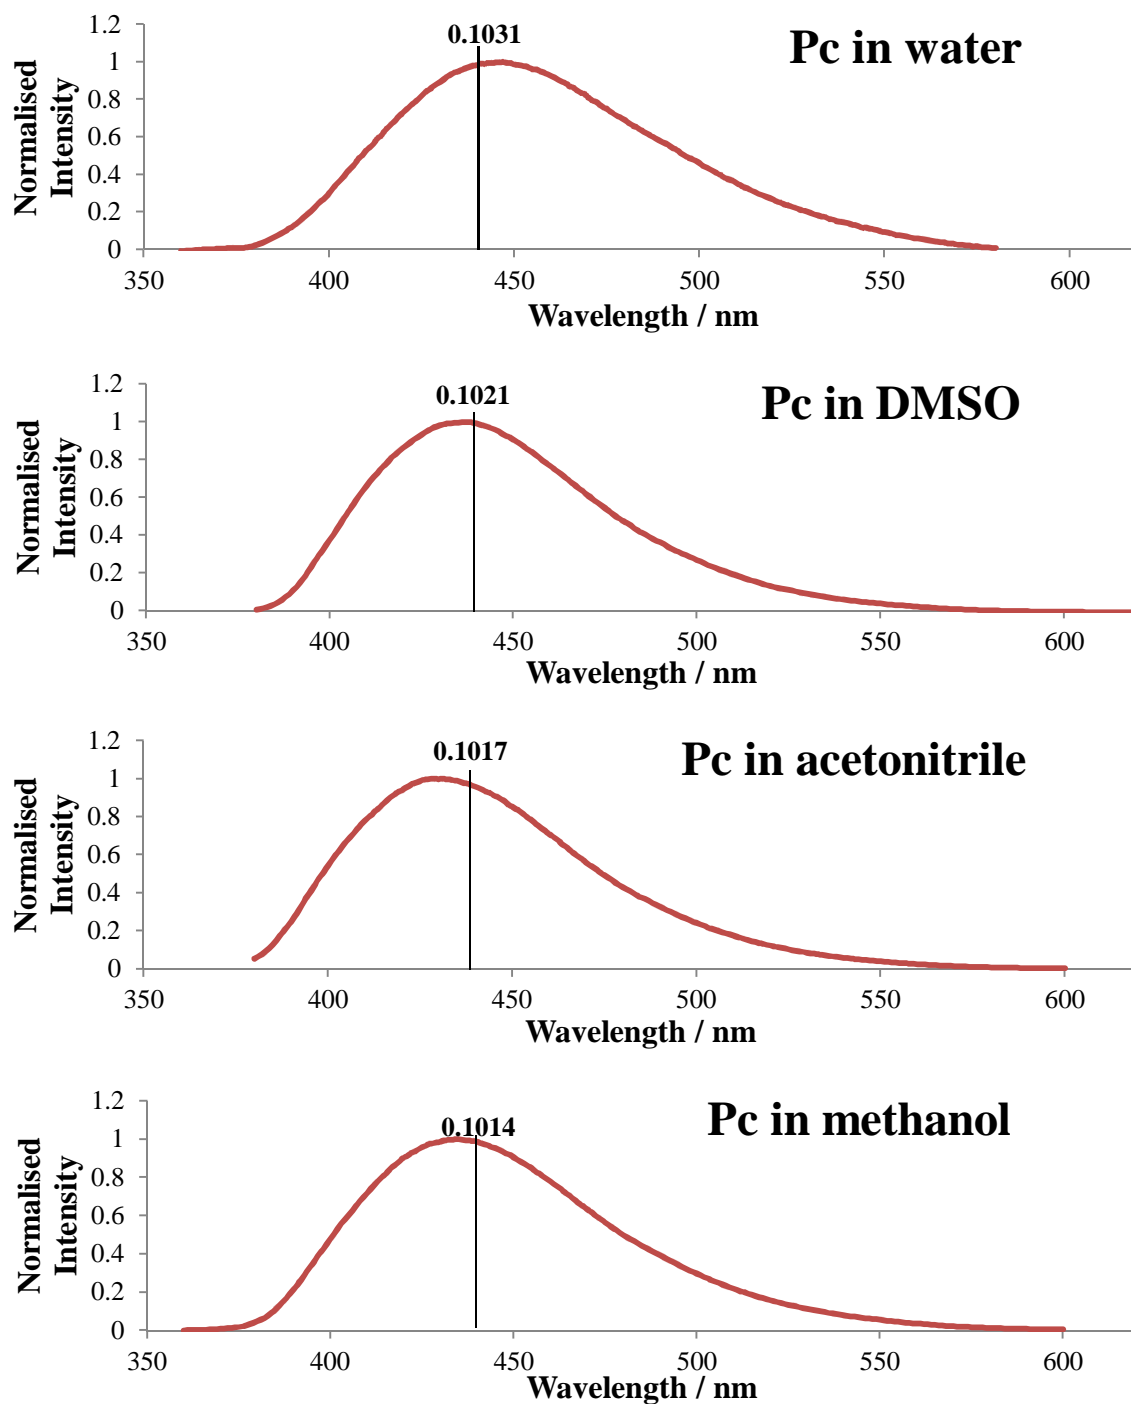 Pc in water
0.1031
Normalised
Intensity
1.2
1
0.8
0.6
0.4
0.2
0
350 400 450 500 550 600
Wavelength / nm
Pc in DMSO
0.1021
Normalised
Intensity
1.2
1
0.8
0.6
0.4
0.2
0
350 400 450 500 550 600
Wavelength / nm
Pc in acetonitrile
0.1017
Normalised
Intensity
1.2
1
0.8
0.6
0.4
0.2
0
350 400 450 500 550 600
Wavelength / nm
Pc in methanol
0.1014
Normalised
Intensity
1.2
1
0.8
0.6
0.4
0.2
0
350 400 450 500 550 600
Wavelength / nm